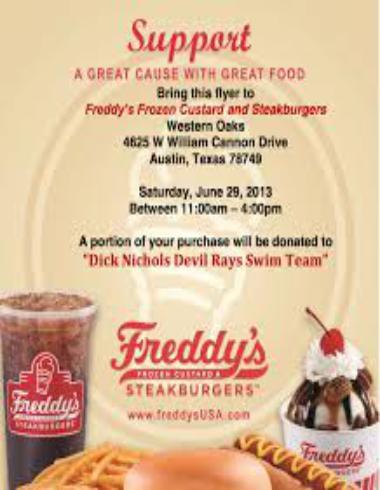 Support
A GREAT CAUSE WITH GREAT FOOD
Bring this flyer to
Freddy's Frozen Custard and Steakburgers
Western Oaks
4625 W William Cannon Drive
Austin, Texas 78749
Saturday, June 29, 2013
Between 11:00am – 4:00pm
A portion of your purchase will be donated to
"Dick Nichols Devil Rays Swim Team"
Freddy's
FROZEN CUSTARD &
STEAKBURGERS™
www.freddysUSA.com
Freddy's
STEAKBURGERS
Freddy's